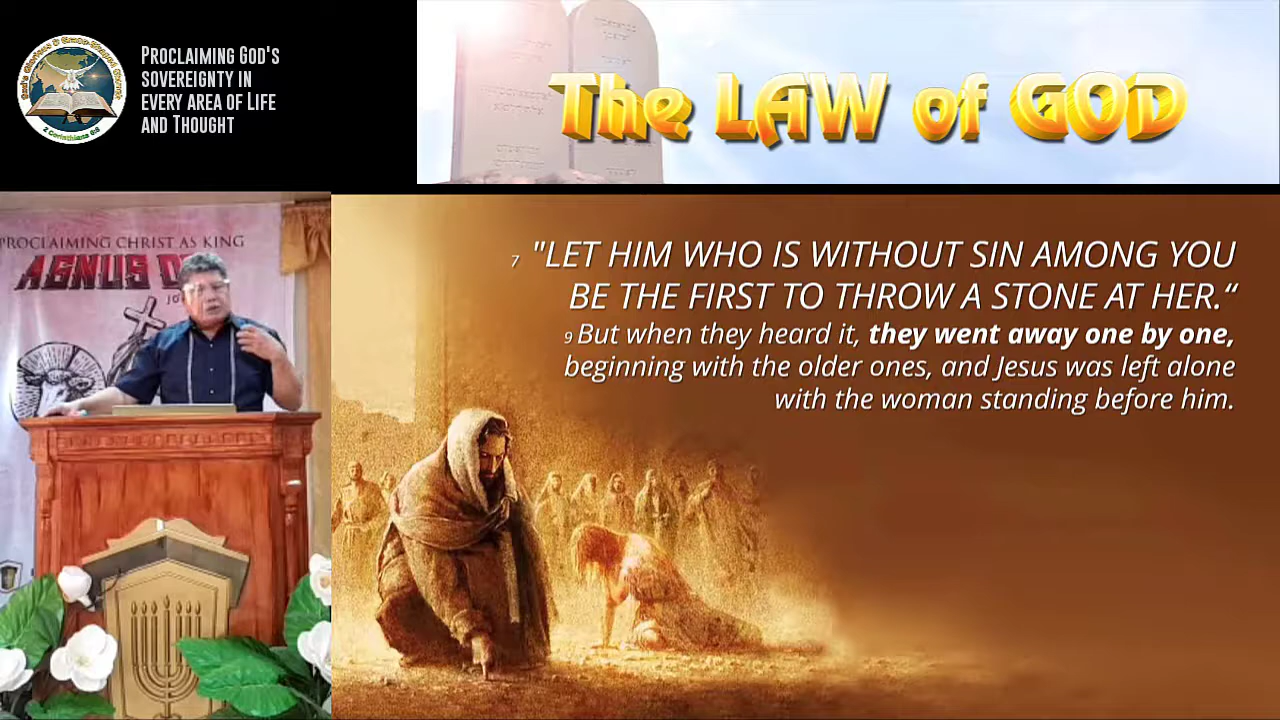 PROCLAIMING GOD'S
SOVEREIGNTY IN
EVERY AREA OF LIFE
AND THOUGHT
2 Corinthians
The LAW of GOD
PROCLAIMING CHRIST AS KING
AGNUS
7 "LET HIM WHO IS WITHOUT SIN AMONG YOU
BE THE FIRST TO THROW A STONE AT HER.“
9 But when they heard it, they went away one by one,
beginning with the older ones, and Jesus was left alone
with the woman standing before him.